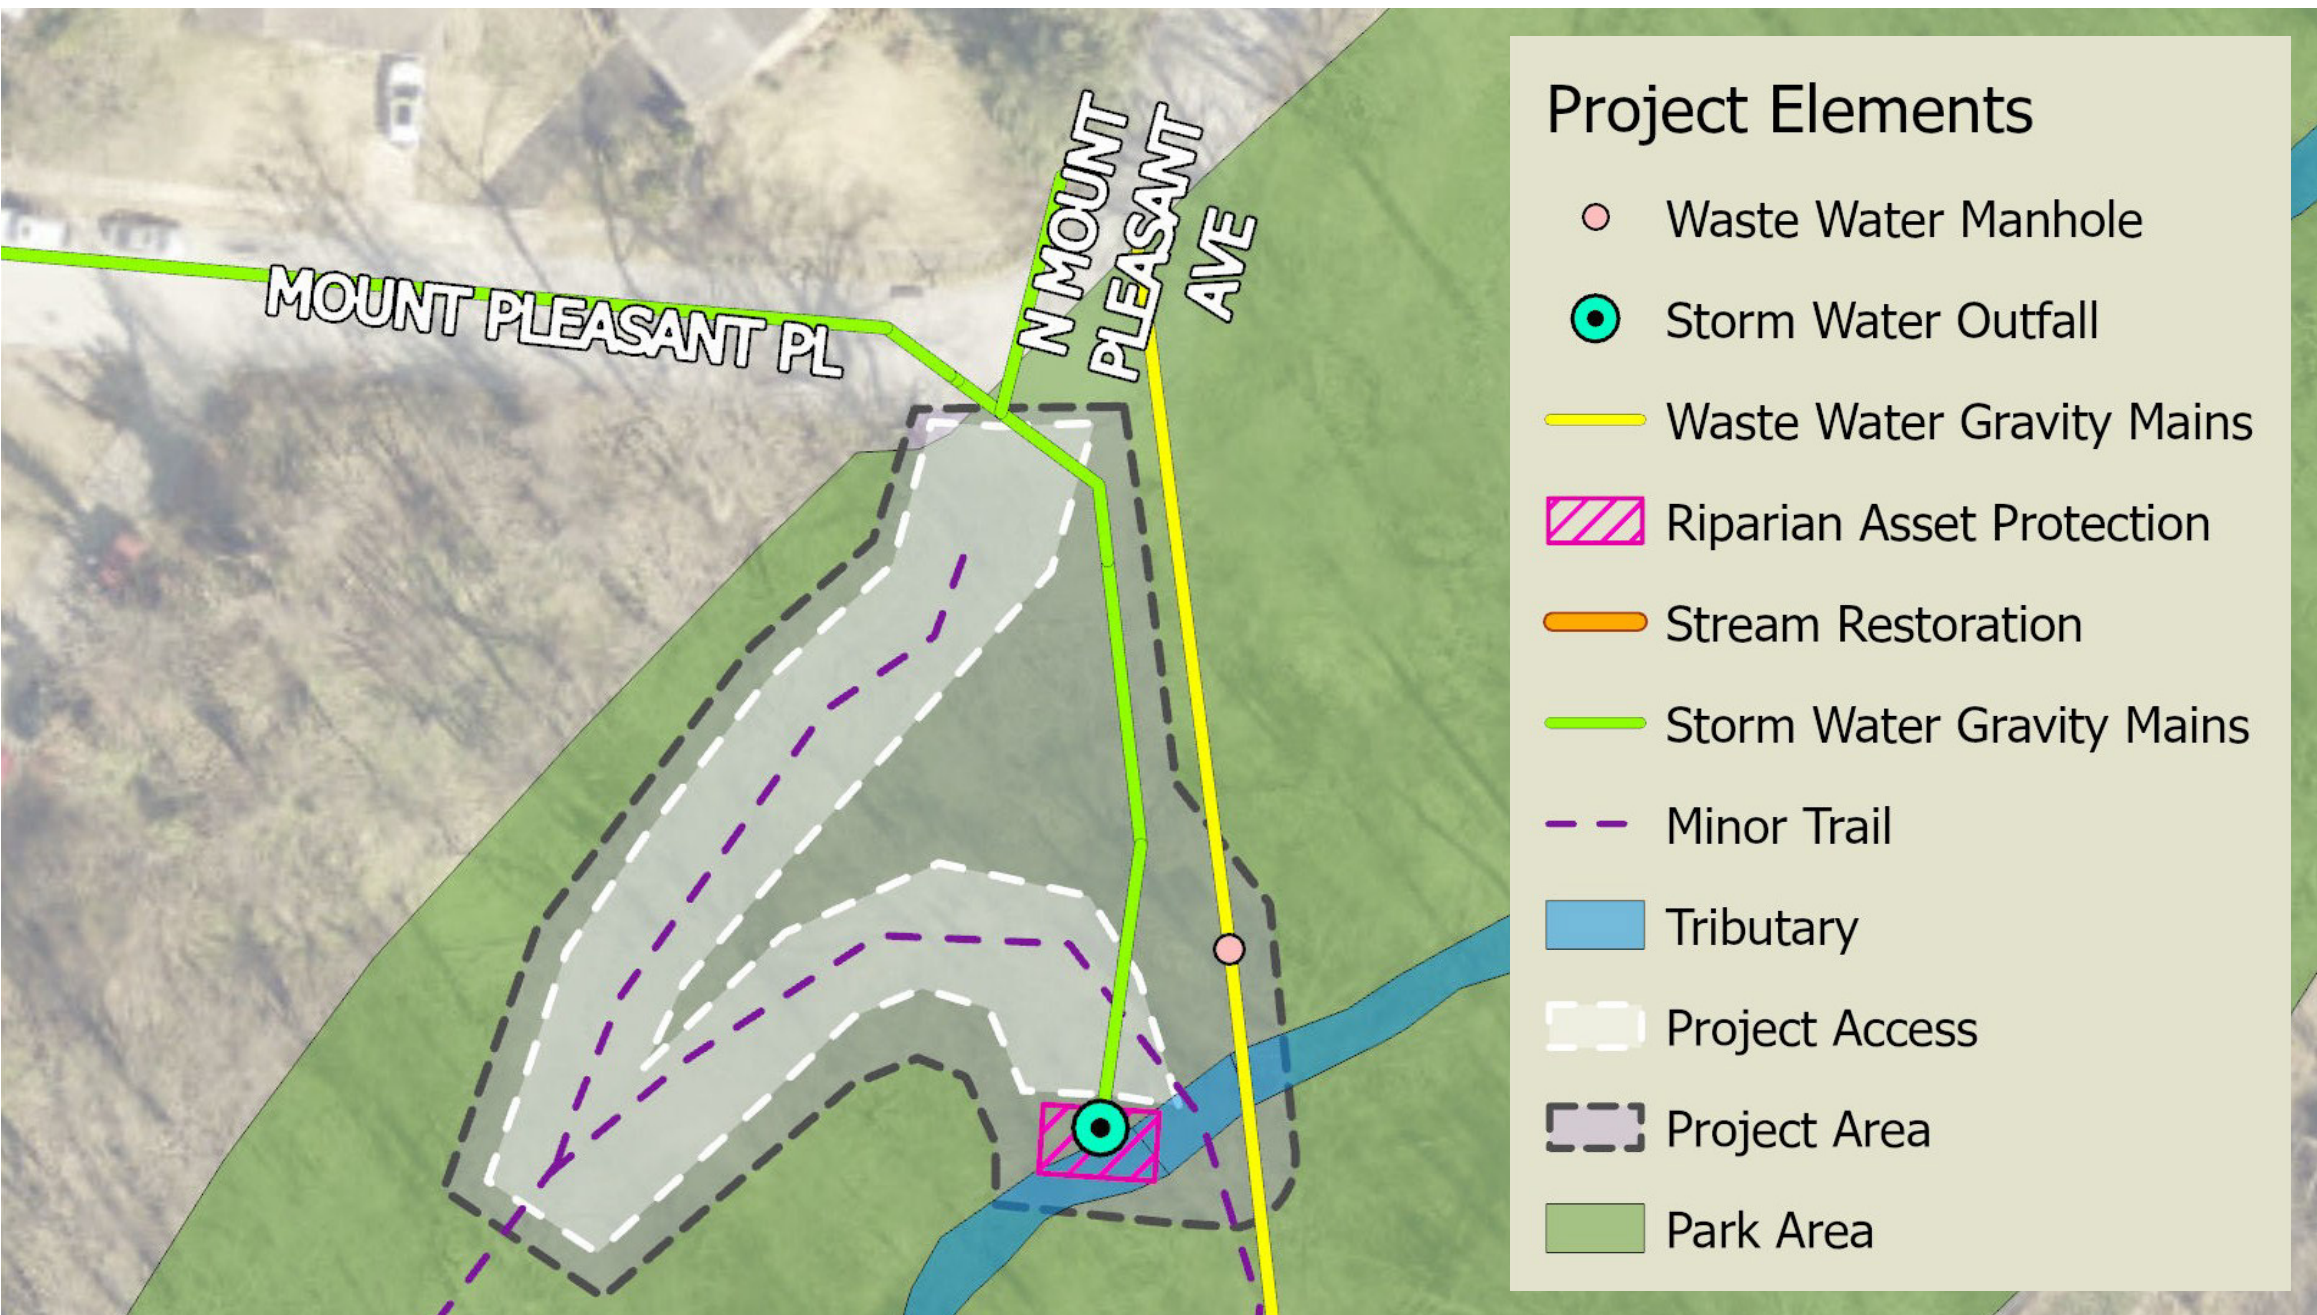 N MOUNT
PLEASANT
AVE
MOUNT PLEASANT PL
Project Elements
Waste Water Manhole
Storm Water Outfall
Waste Water Gravity Mains
Riparian Asset Protection
Stream Restoration
Storm Water Gravity Mains
Minor Trail
Tributary
Project Access
Project Area
Park Area